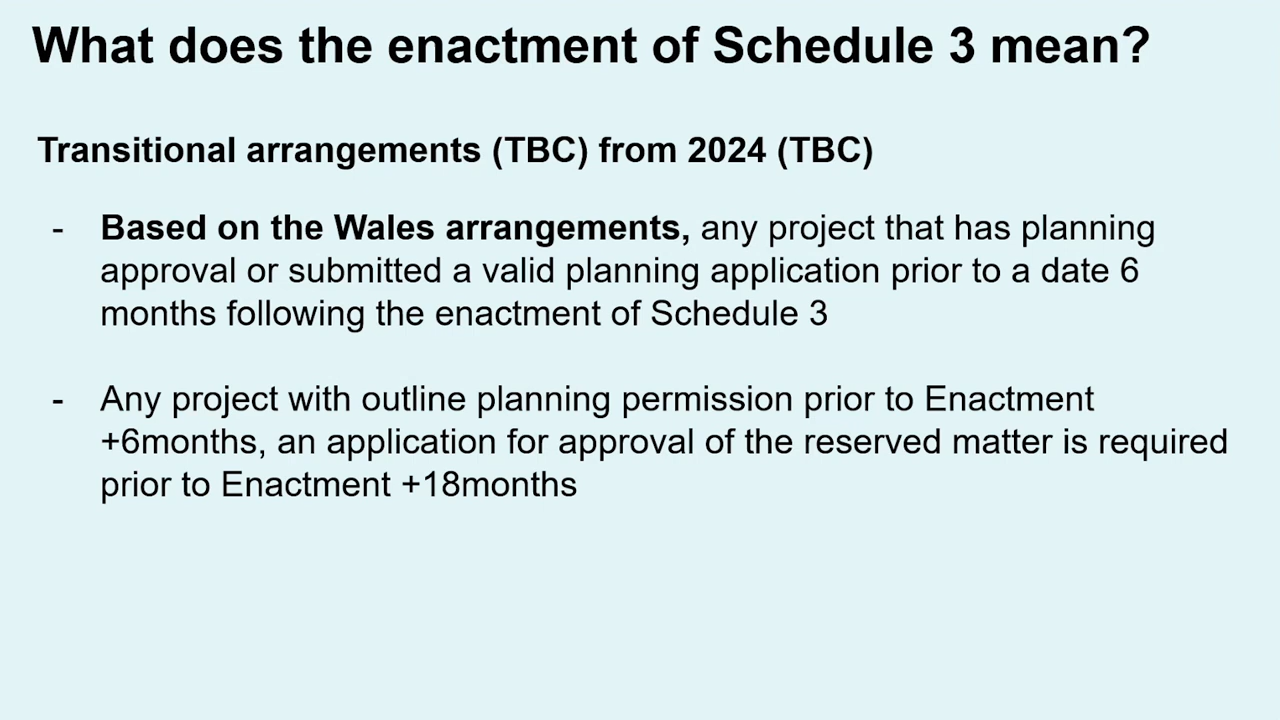 What does the enactment of Schedule 3 mean?
Transitional arrangements (TBC) from 2024 (TBC)
- Based on the Wales arrangements, any project that has planning
approval or submitted a valid planning application prior to a date 6
months following the enactment of Schedule 3
- Any project with outline planning permission prior to Enactment
+6months, an application for approval of the reserved matter is required
prior to Enactment +18months